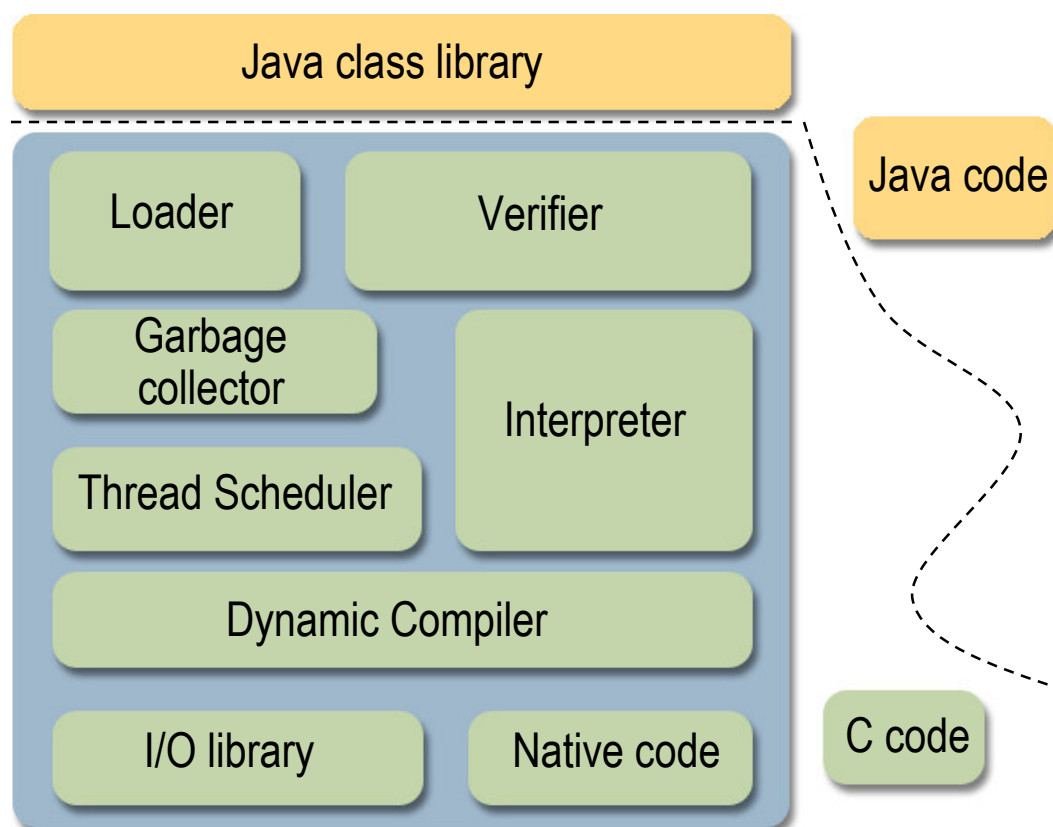 Java class library
Java code
Loader
Verifier
Garbage
collector
Interpreter
Thread Scheduler
Dynamic Compiler
I/O library
Native code
C code